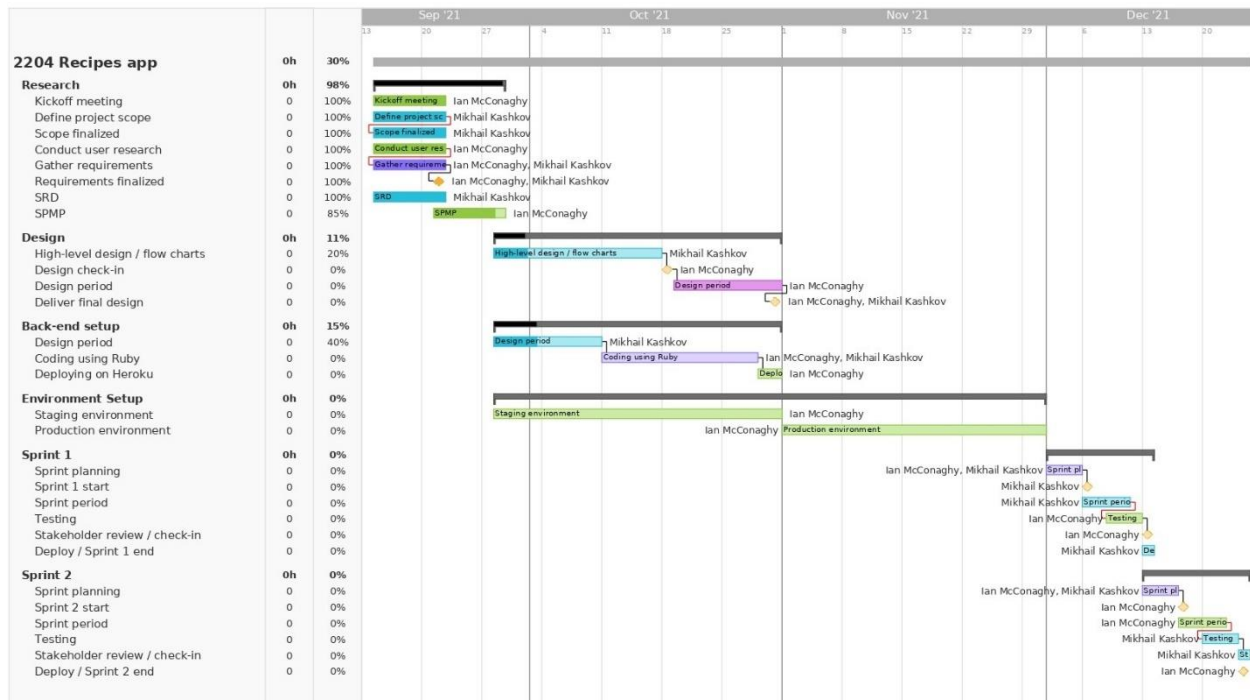 Sep '21 Oct '21 Nov '21 Dec '21
13 20 27 4 11 18 25 1 8 15 22 29 6 13 20
2204 Recipes app 0h 30%
Research 0h 98%
Kickoff meeting 0 100% Kickoff meeting Ian McConaghy
Define project scope 0 100% Define project sc Mikhail Kashkov
Scope finalized 0 100% Scope finalized Mikhail Kashkov
Conduct user research 0 100% Conduct user res Ian McConaghy
Gather requirements 0 100% Gather requireme Ian McConaghy, Mikhail Kashkov
Requirements finalized 0 100% Ian McConaghy, Mikhail Kashkov
SRD 0 100% SRD Mikhail Kashkov
SPMP 0 85% SPMP Ian McConaghy
Design 0h 11%
High-level design / flow charts 0 20% High-level design / flow charts Mikhail Kashkov
Design check-in 0 0% Ian McConaghy
Design period 0 0% Design period Ian McConaghy
Deliver final design 0 0% Ian McConaghy, Mikhail Kashkov
Back-end setup 0h 15%
Design period 0 40% Design period Mikhail Kashkov
Coding using Ruby 0 0% Coding using Ruby Ian McConaghy, Mikhail Kashkov
Deploying on Heroku 0 0% Deplo Ian McConaghy
Environment Setup 0h 0%
Staging environment 0 0% Staging environment Ian McConaghy
Production environment 0 0% Ian McConaghy Production environment
Sprint 1 0h 0%
Sprint planning 0 0% Ian McConaghy, Mikhail Kashkov Sprint pl
Sprint 1 start 0 0% Mikhail Kashkov
Sprint period 0 0% Mikhail Kashkov Sprint perio
Testing 0 0% Ian McConaghy Testing
Stakeholder review / check-in 0 0% Ian McConaghy
Deploy / Sprint 1 end 0 0% Mikhail Kashkov De
Sprint 2 0h 0%
Sprint planning 0 0% Ian McConaghy, Mikhail Kashkov Sprint pl
Sprint 2 start 0 0% Ian McConaghy
Sprint period 0 0% Ian McConaghy Sprint perio
Testing 0 0% Mikhail Kashkov Testing
Stakeholder review / check-in 0 0% Mikhail Kashkov St
Deploy / Sprint 2 end 0 0% Ian McConaghy